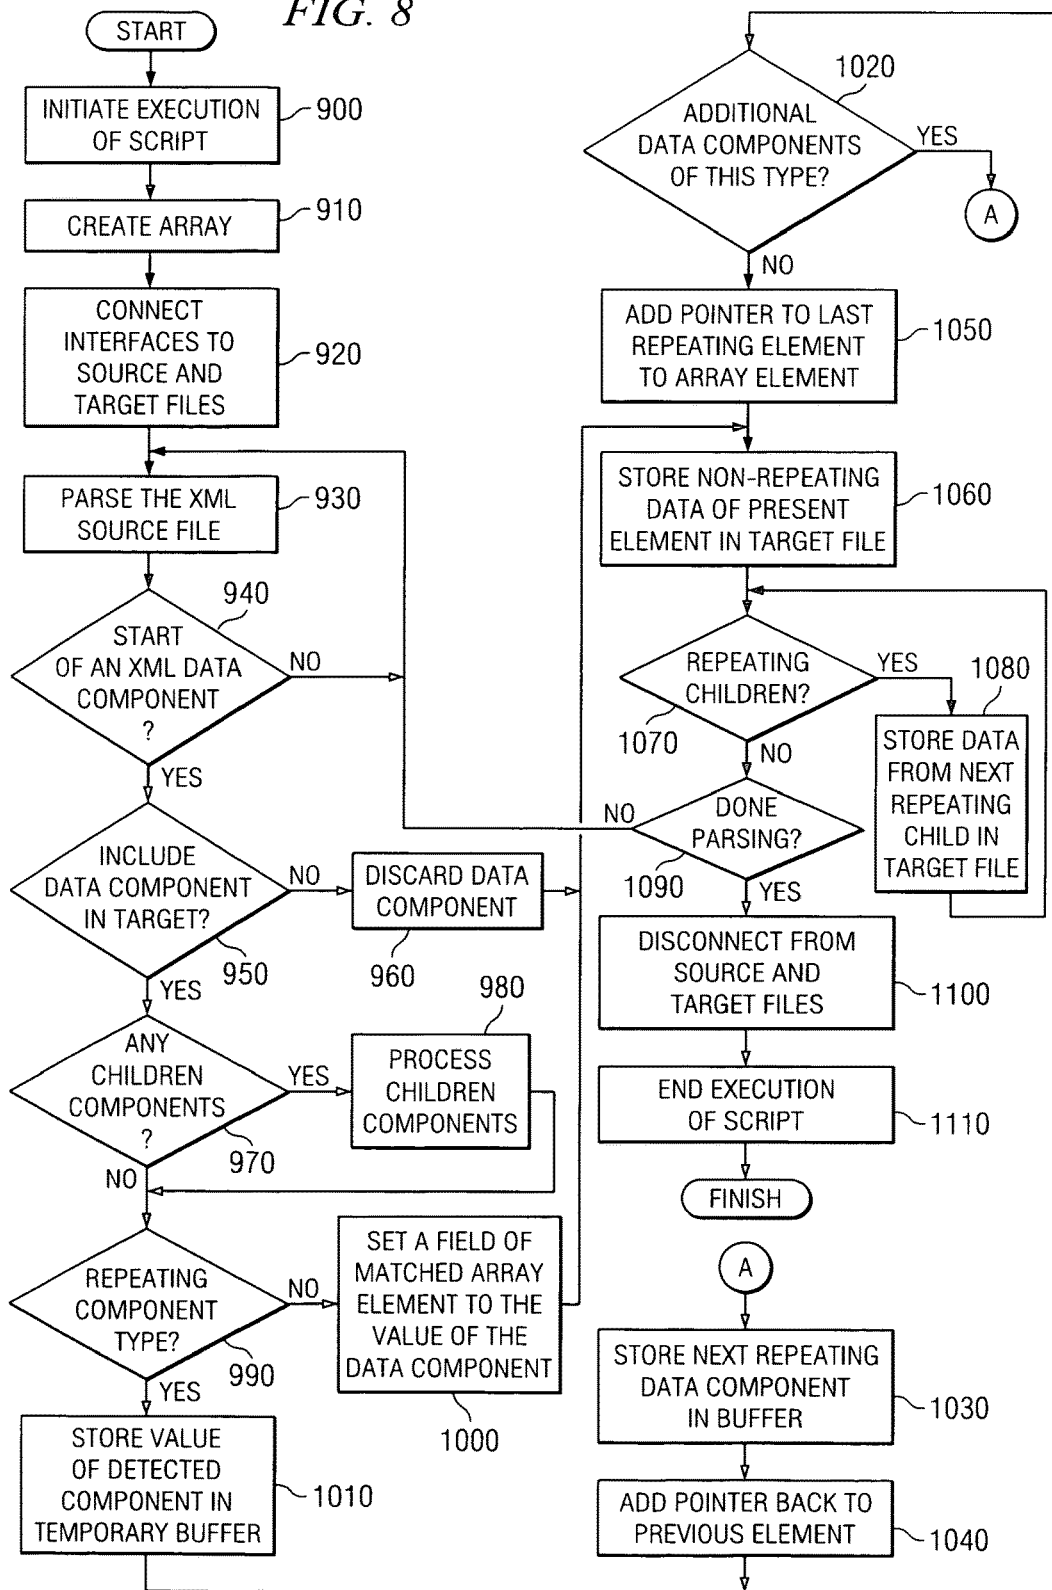 FIG. 8
START
INITIATE EXECUTION
OF SCRIPT
900
CREATE ARRAY
910
CONNECT
INTERFACES TO
SOURCE AND
TARGET FILES
920
PARSE THE XML
SOURCE FILE
930
START
OF AN XML DATA
COMPONENT
?
940
NO
YES
INCLUDE
DATA COMPONENT
IN TARGET?
950
NO
DISCARD DATA
COMPONENT
960
YES
ANY
CHILDREN
COMPONENTS
?
970
YES
PROCESS
CHILDREN
COMPONENTS
980
NO
REPEATING
COMPONENT
TYPE?
990
NO
SET A FIELD OF
MATCHED ARRAY
ELEMENT TO THE
VALUE OF THE
DATA COMPONENT
1000
YES
STORE VALUE
OF DETECTED
COMPONENT IN
TEMPORARY BUFFER
1010
ADDITIONAL
DATA COMPONENTS
OF THIS TYPE?
1020
YES
A
NO
ADD POINTER TO LAST
REPEATING ELEMENT
TO ARRAY ELEMENT
1050
STORE NON-REPEATING
DATA OF PRESENT
ELEMENT IN TARGET FILE
1060
REPEATING
CHILDREN?
1070
YES
1080
STORE DATA
FROM NEXT
REPEATING
CHILD IN
TARGET FILE
NO
DONE
PARSING?
1090
NO
YES
DISCONNECT FROM
SOURCE AND
TARGET FILES
1100
END EXECUTION
OF SCRIPT
1110
FINISH
A
STORE NEXT REPEATING
DATA COMPONENT
IN BUFFER
1030
ADD POINTER BACK TO
PREVIOUS ELEMENT
1040